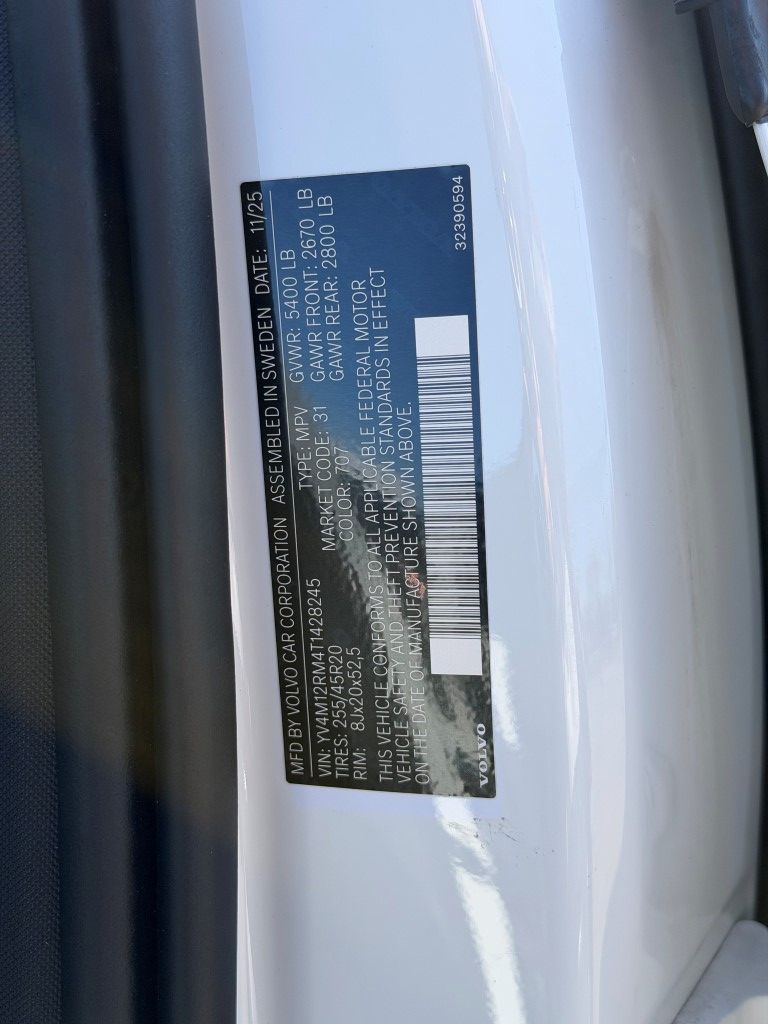 MFD BY VOLVO CAR CORPORATION ASSEMBLED IN SWEDEN DATE: 11/25
VIN: YV4M12RM4T1428245 TYPE: MPV GVWR: 5400 LB
TIRES: 255/45R20 MARKET CODE: 31 GAWR FRONT: 2670 LB
RIM: 8Jx20x52,5 COLOR: 707 GAWR REAR: 2800 LB
THIS VEHICLE CONFORMS TO ALL APPLICABLE FEDERAL MOTOR
VEHICLE SAFETY AND THEFT PREVENTION STANDARDS IN EFFECT
ON THE DATE OF MANUFACTURE SHOWN ABOVE.
VOLVO 32390594